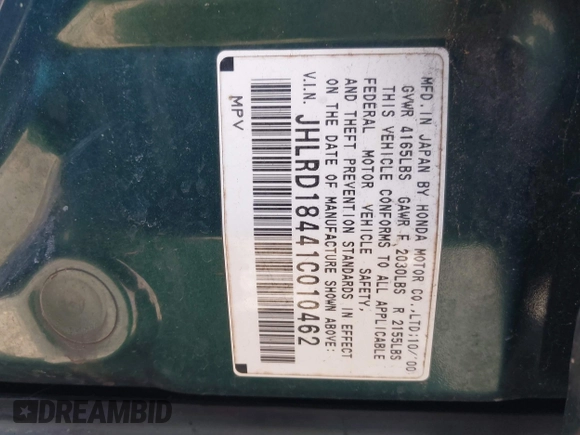 MFD.IN JAPAN BY HONDA MOTOR CO.,LTD;10/'00
GVWR 4165LBS GAWR F 2030LBS R 2155LBS
THIS VEHICLE CONFORMS TO ALL APPLICABLE
FEDERAL MOTOR VEHICLE SAFETY,
AND THEFT PREVENTION STANDARDS IN EFFECT
ON THE DATE OF MANUFACTURE SHOWN ABOVE:
V.I.N. JHLRD18441C010462
MPV
DREAMBID